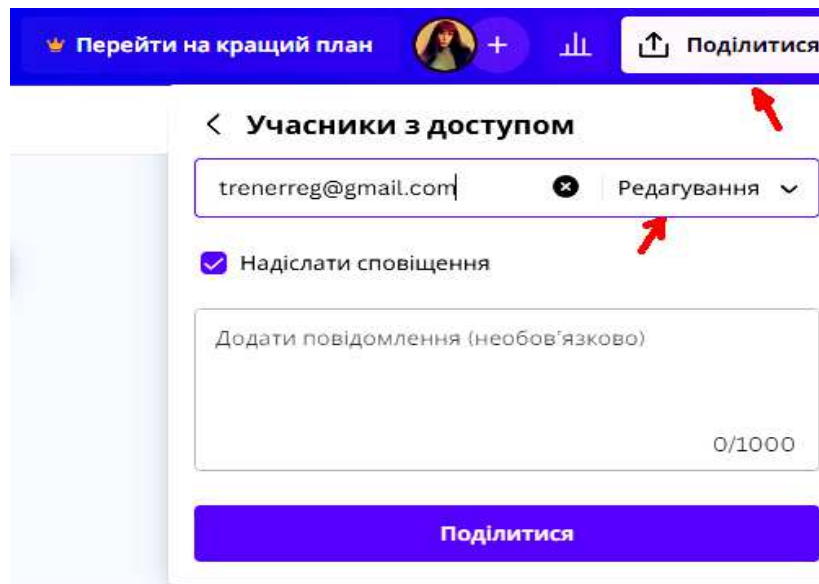 Перейти на кращий план
Поділитися
Учасники з доступом
trenerreg@gmail.com
Редагування
Надіслати сповіщення
Додати повідомлення (необов'язково)
0/1000
Поділитися